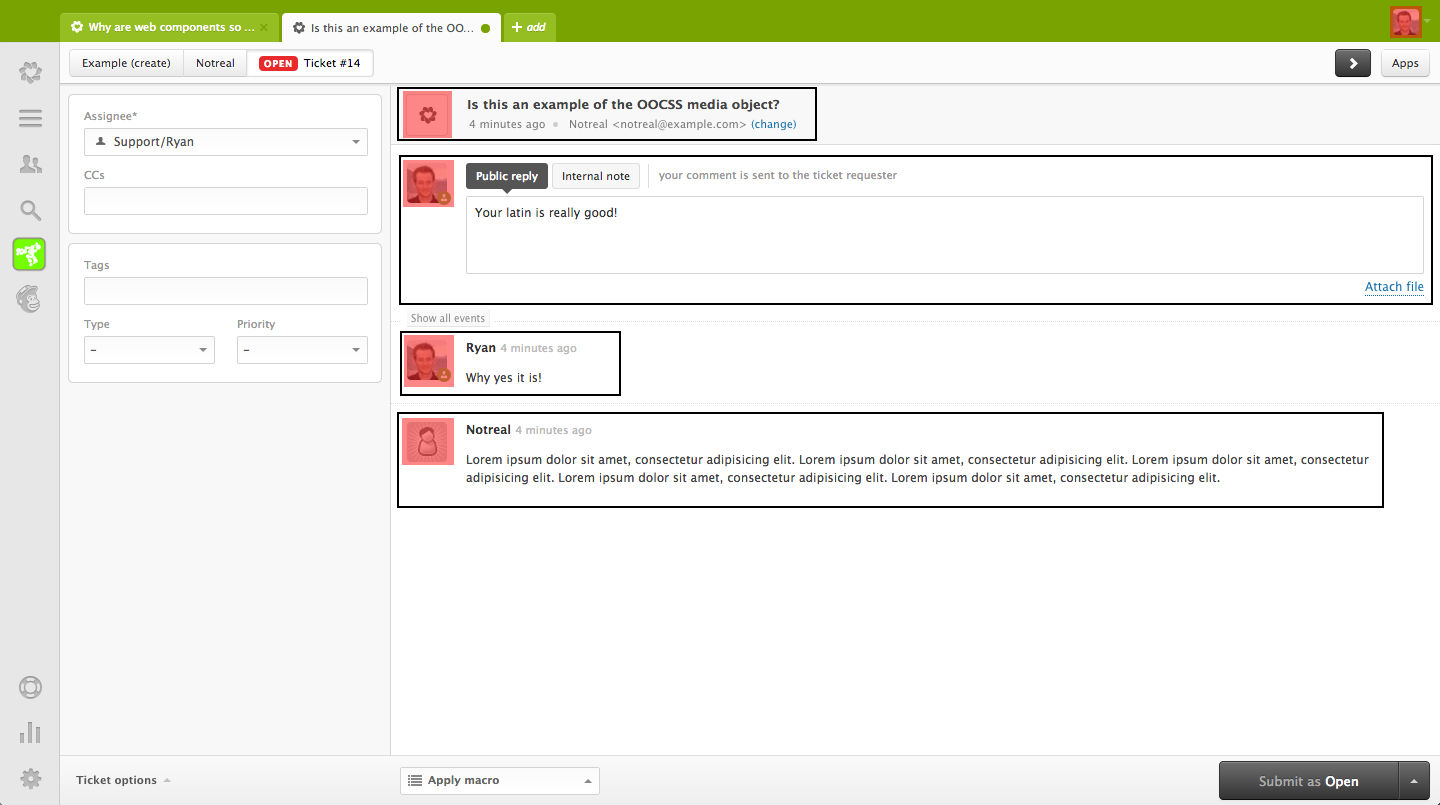 Why are web components so ...
Is this an example of the OO...
+ add
Example (create)
Notreal
OPEN Ticket #14
Apps
Assignee*
Support/Ryan
CCs
Tags
Type
Priority
-
-
Is this an example of the OOCSS media object?
4 minutes ago
Notreal <notreal@example.com> (change)
Public reply
Internal note
your comment is sent to the ticket requester
Your latin is really good!
Attach file
Show all events
Ryan 4 minutes ago
Why yes it is!
Notreal 4 minutes ago
Lorem ipsum dolor sit amet, consectetur adipisicing elit. Lorem ipsum dolor sit amet, consectetur adipisicing elit. Lorem ipsum dolor sit amet, consectetur
adipisicing elit. Lorem ipsum dolor sit amet, consectetur adipisicing elit. Lorem ipsum dolor sit amet, consectetur adipisicing elit.
Ticket options
Apply macro
Submit as Open